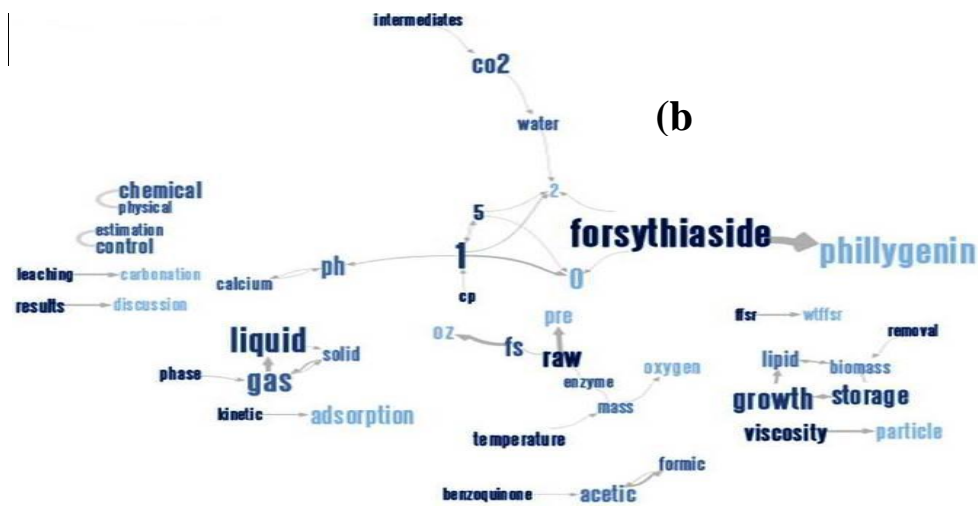 intermediates
co2
(b
water
chemical
physical
2
5
estimation
control
forsythiaside
phillygenin
1
leaching
carbonation
ph
calcium
0
cp
results
discussion
pre
ffsr
wtffsr
oz
fs
raw
liquid
solid
removal
lipid
biomass
phase
gas
enzyme
oxygen
growth
storage
mass
kinetic
adsorption
viscosity
particle
temperature
formic
benzoquinone
acetic